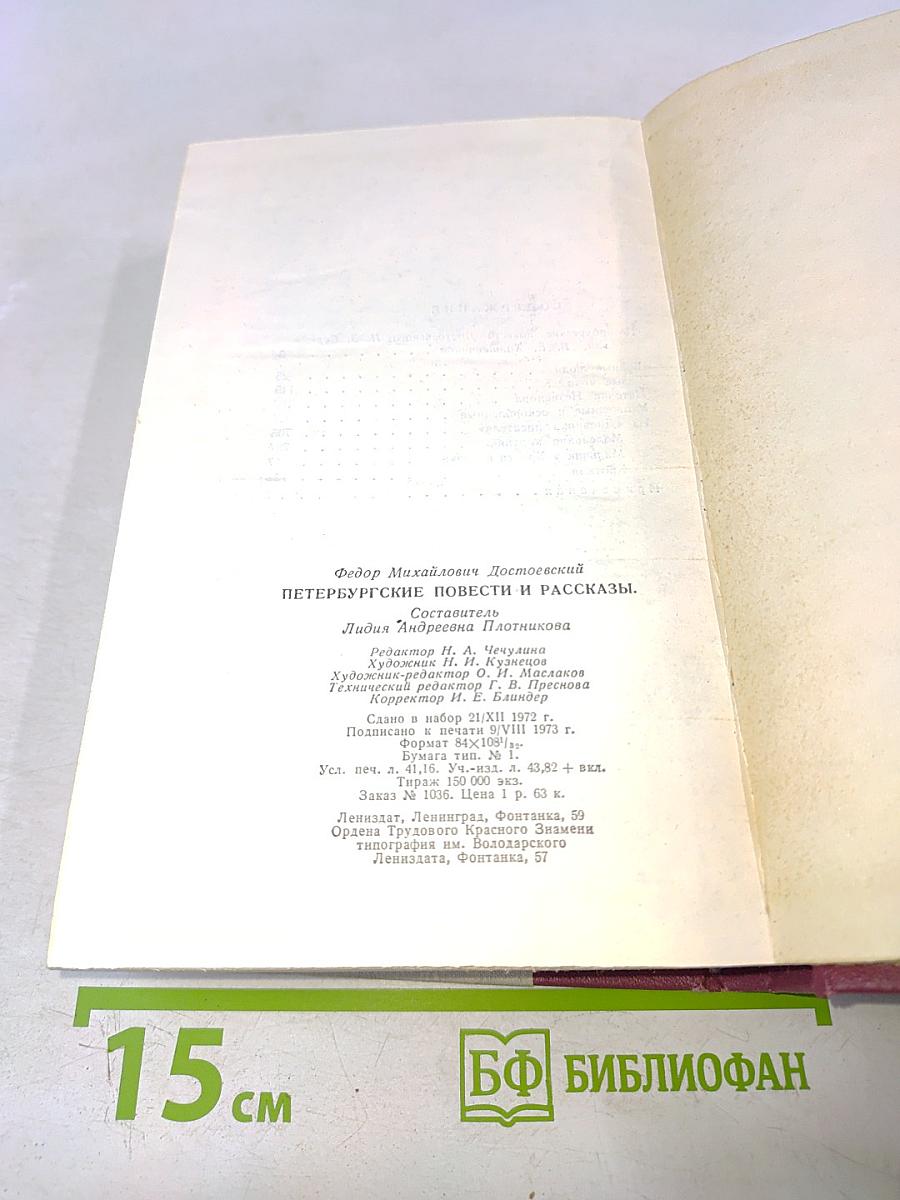 Федор Михайлович Достоевский
ПЕТЕРБУРГСКИЕ ПОВЕСТИ И РАССКАЗЫ.
Составитель
Лидия Андреевна Плотникова
Редактор Н. А. Чечулина
Художник Н. И. Кузнецов
Художник-редактор О. И. Маслаков
Технический редактор Г. В. Преснова
Корректор И. Е. Блиндер
Сдано в набор 21/XII 1972 г.
Подписано к печати 9/VIII 1973 г.
Формат 84×108¹/₃₂.
Бумага тип. № 1.
Усл. печ. л. 41,16. Уч.-изд. л. 43,82 + вкл.
Тираж 150 000 экз.
Заказ № 1036. Цена 1 р. 63 к.
Лениздат, Ленинград, Фонтанка, 59
Ордена Трудового Красного Знамени
типография им. Володарского
Лениздата, Фонтанка, 57
15 см
БФ БИБЛИОФАН